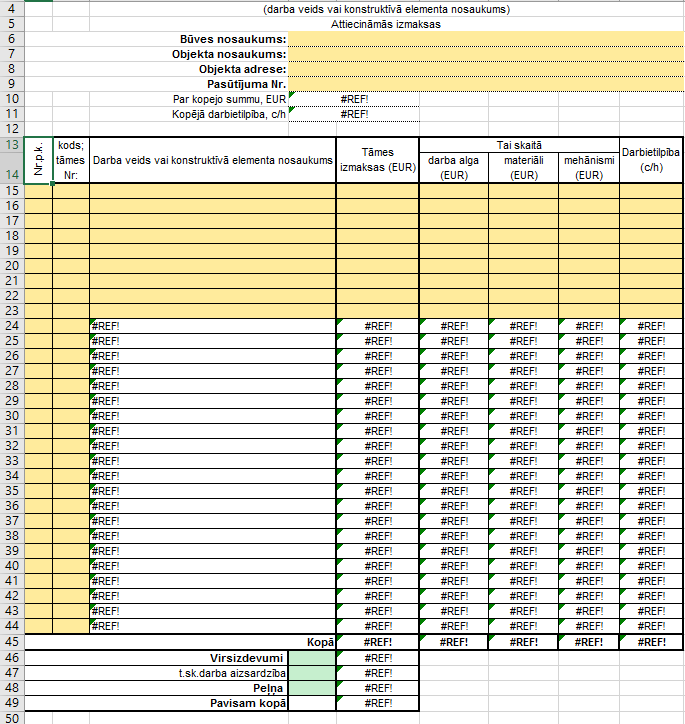 4 (darba veids vai konstruktīvā elementa nosaukums)
5 Attiecināmās izmaksas
6 Būves nosaukums:
7 Objekta nosaukums:
8 Objekta adrese:
9 Pasūtījuma Nr.
10 Par kopejo summu, EUR #REF!
11 Kopējā darbietilpība, c/h #REF!
12
13 Nr.p.k. kods; tāmes Nr: Darba veids vai konstruktīvā elementa nosaukums Tāmes izmaksas (EUR) Tai skaitā Darbietilpība (c/h)
14 darba alga (EUR) materiāli (EUR) mehānismi (EUR)
15
16
17
18
19
20
21
22
23
24 #REF! #REF! #REF! #REF! #REF! #REF!
25 #REF! #REF! #REF! #REF! #REF! #REF!
26 #REF! #REF! #REF! #REF! #REF! #REF!
27 #REF! #REF! #REF! #REF! #REF! #REF!
28 #REF! #REF! #REF! #REF! #REF! #REF!
29 #REF! #REF! #REF! #REF! #REF! #REF!
30 #REF! #REF! #REF! #REF! #REF! #REF!
31 #REF! #REF! #REF! #REF! #REF! #REF!
32 #REF! #REF! #REF! #REF! #REF! #REF!
33 #REF! #REF! #REF! #REF! #REF! #REF!
34 #REF! #REF! #REF! #REF! #REF! #REF!
35 #REF! #REF! #REF! #REF! #REF! #REF!
36 #REF! #REF! #REF! #REF! #REF! #REF!
37 #REF! #REF! #REF! #REF! #REF! #REF!
38 #REF! #REF! #REF! #REF! #REF! #REF!
39 #REF! #REF! #REF! #REF! #REF! #REF!
40 #REF! #REF! #REF! #REF! #REF! #REF!
41 #REF! #REF! #REF! #REF! #REF! #REF!
42 #REF! #REF! #REF! #REF! #REF! #REF!
43 #REF! #REF! #REF! #REF! #REF! #REF!
44 #REF! #REF! #REF! #REF! #REF! #REF!
45 Kopā #REF! #REF! #REF! #REF! #REF!
46 Virsizdevumi #REF!
47 t.sk.darba aizsardzība #REF!
48 Peļņa #REF!
49 Pavisam kopā #REF!
50